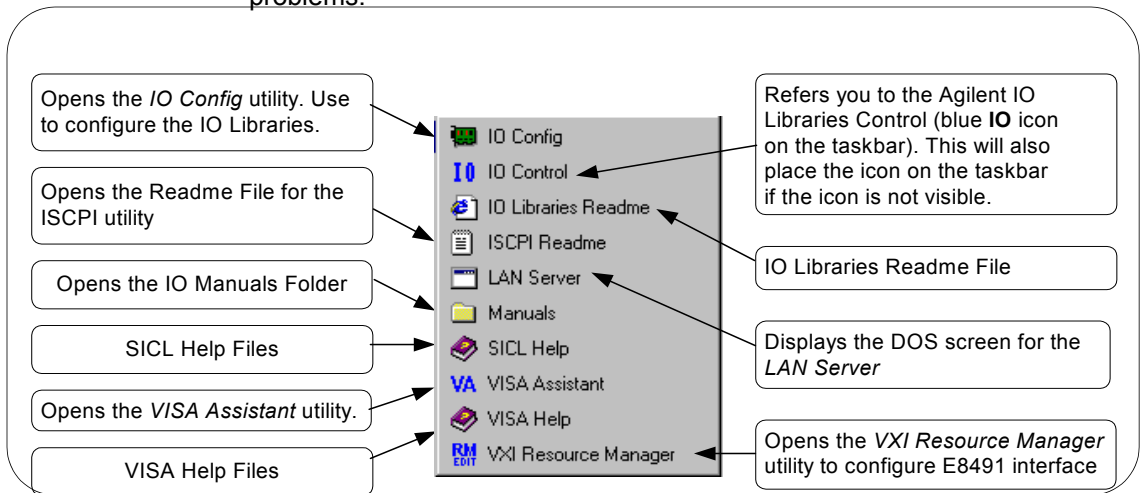 problems.
Opens the IO Config utility. Use
to configure the IO Libraries.
Opens the Readme File for the
ISCPI utility
Opens the IO Manuals Folder
SICL Help Files
Opens the VISA Assistant utility.
VISA Help Files
IO Config
IO IO Control
IO Libraries Readme
ISCPI Readme
LAN Server
Manuals
SICL Help
VA VISA Assistant
VISA Help
RM EDIT VXI Resource Manager
Refers you to the Agilent IO
Libraries Control (blue IO icon
on the taskbar). This will also
place the icon on the taskbar
if the icon is not visible.
IO Libraries Readme File
Displays the DOS screen for the
LAN Server
Opens the VXI Resource Manager
utility to configure E8491 interface